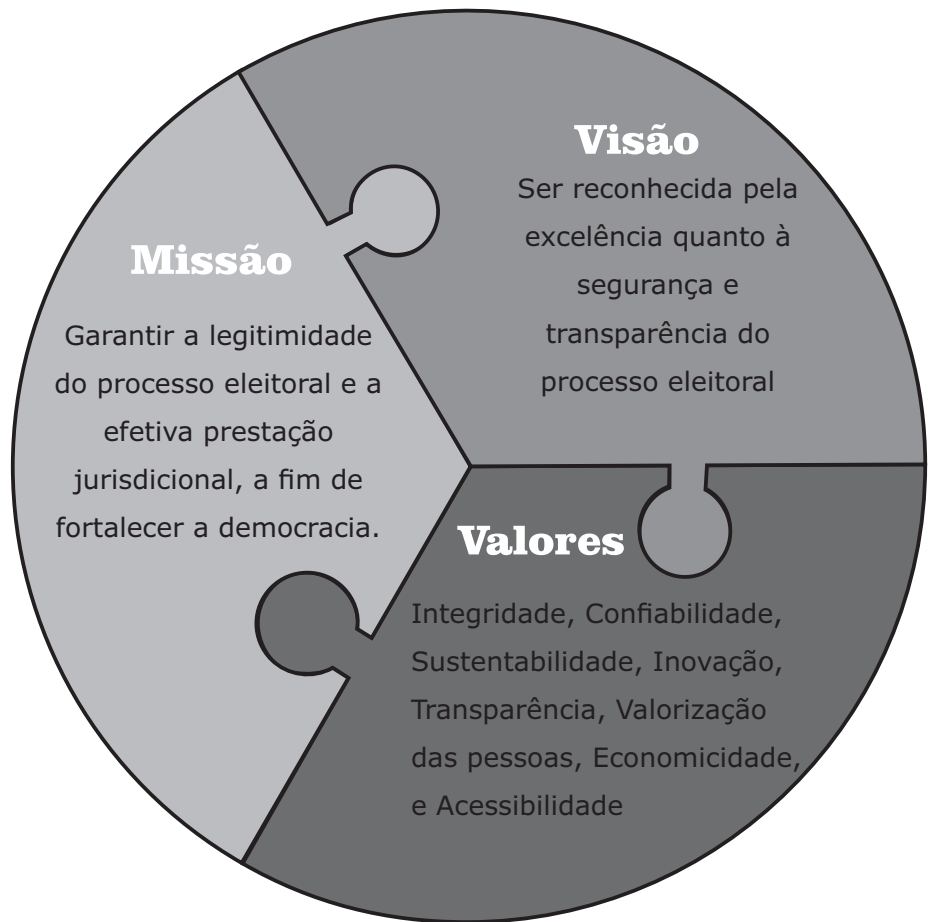 Missão
Garantir a legitimidade
do processo eleitoral e a
efetiva prestação
jurisdicional, a fim de
fortalecer a democracia.
Visão
Ser reconhecida pela
excelência quanto à
segurança e
transparência do
processo eleitoral
Valores
Integridade, Confiabilidade,
Sustentabilidade, Inovação,
Transparência, Valorização
das pessoas, Economicidade,
e Acessibilidade